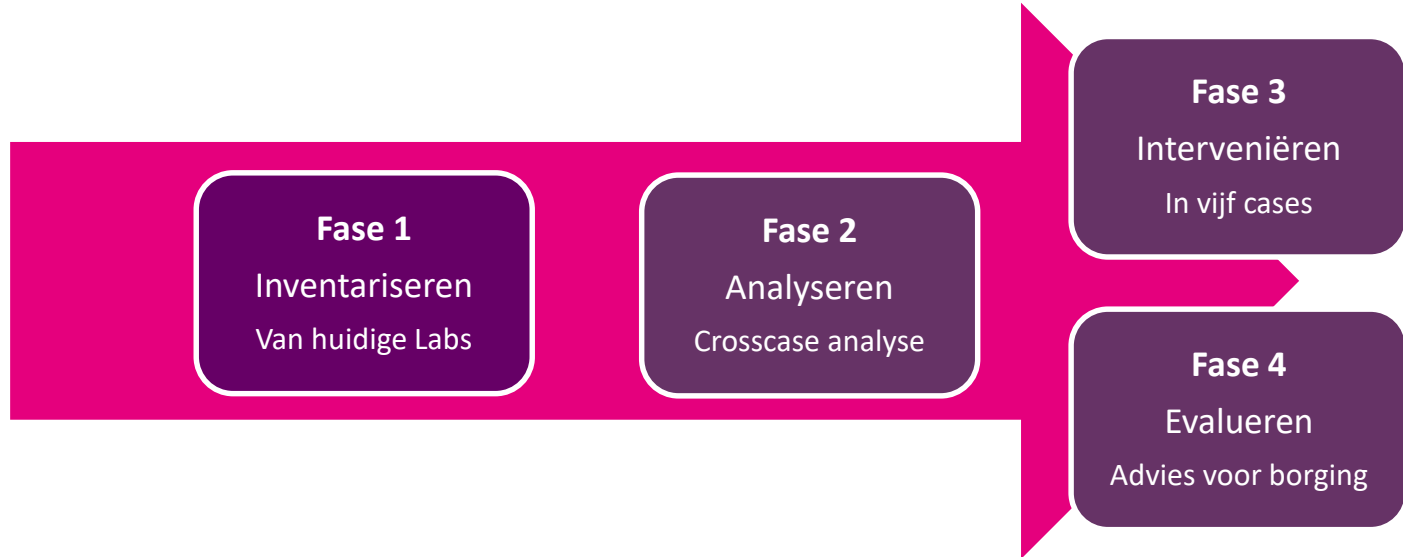 Fase 1
Inventariseren
Van huidige Labs
Fase 2
Analyseren
Crosscase analyse
Fase 3
Interveniëren
In vijf cases
Fase 4
Evalueren
Advies voor borging